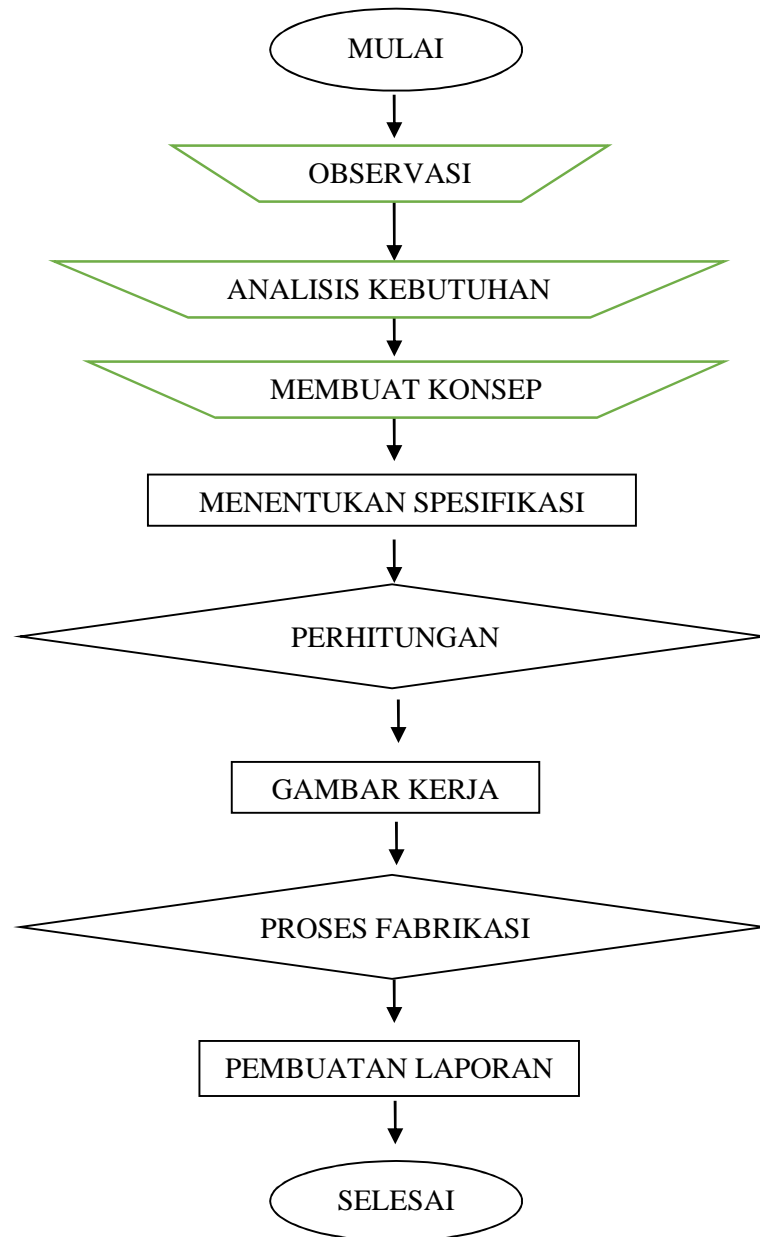 MULAI
OBSERVASI
ANALISIS KEBUTUHAN
MEMBUAT KONSEP
MENENTUKAN SPESIFIKASI
PERHITUNGAN
GAMBAR KERJA
PROSES FABRIKASI
PEMBUATAN LAPORAN
SELESAI